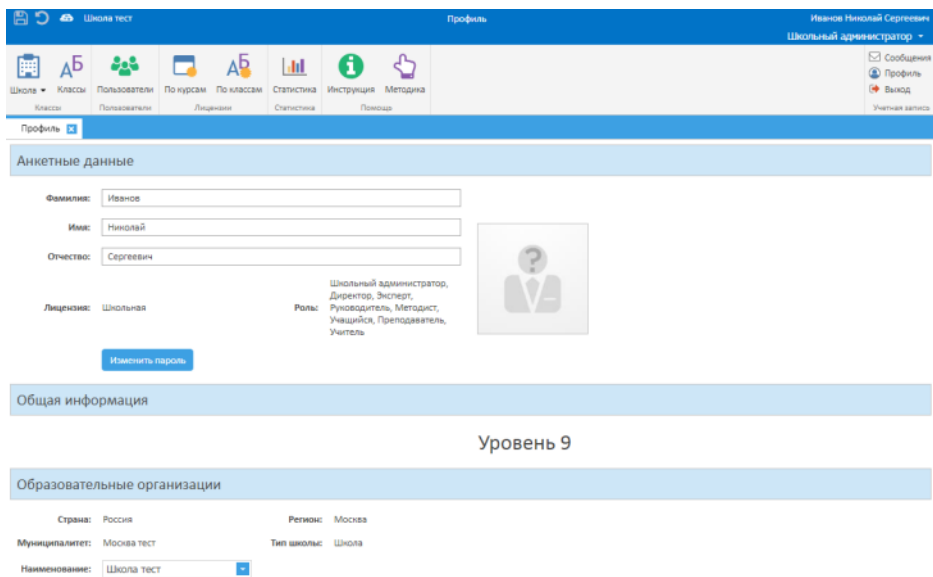 Школа тест Профиль Иванов Николай Сергеевич
Школьный администратор
Школа Классы Пользователи По курсам По классам Статистика Инструкция Методика
Классы Пользователи Лицензии Статистика Помощь
Сообщения
Профиль
Выход
Учетная запись
Профиль
Анкетные данные
Фамилия: Иванов
Имя: Николай
Отчество: Сергеевич
Лицензия: Школьная
Роль: Школьный администратор,
Директор, Эксперт,
Руководитель, Методист,
Учащийся, Преподаватель,
Учитель
Изменить пароль
Общая информация
Уровень 9
Образовательные организации
Страна: Россия Регион: Москва
Муниципалитет: Москва тест Тип школы: Школа
Наименование: Школа тест